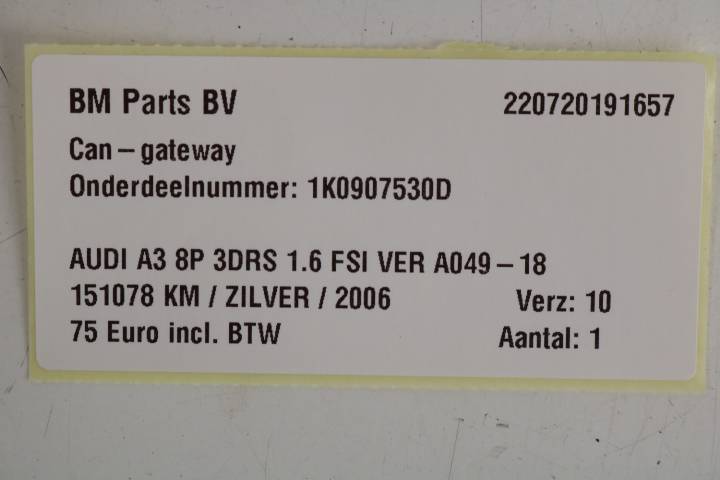 BM Parts BV 220720191657
Can – gateway
Onderdeelnummer: 1K0907530D
AUDI A3 8P 3DRS 1.6 FSI VER A049 – 18
151078 KM / ZILVER / 2006 Verz: 10
75 Euro incl. BTW Aantal: 1